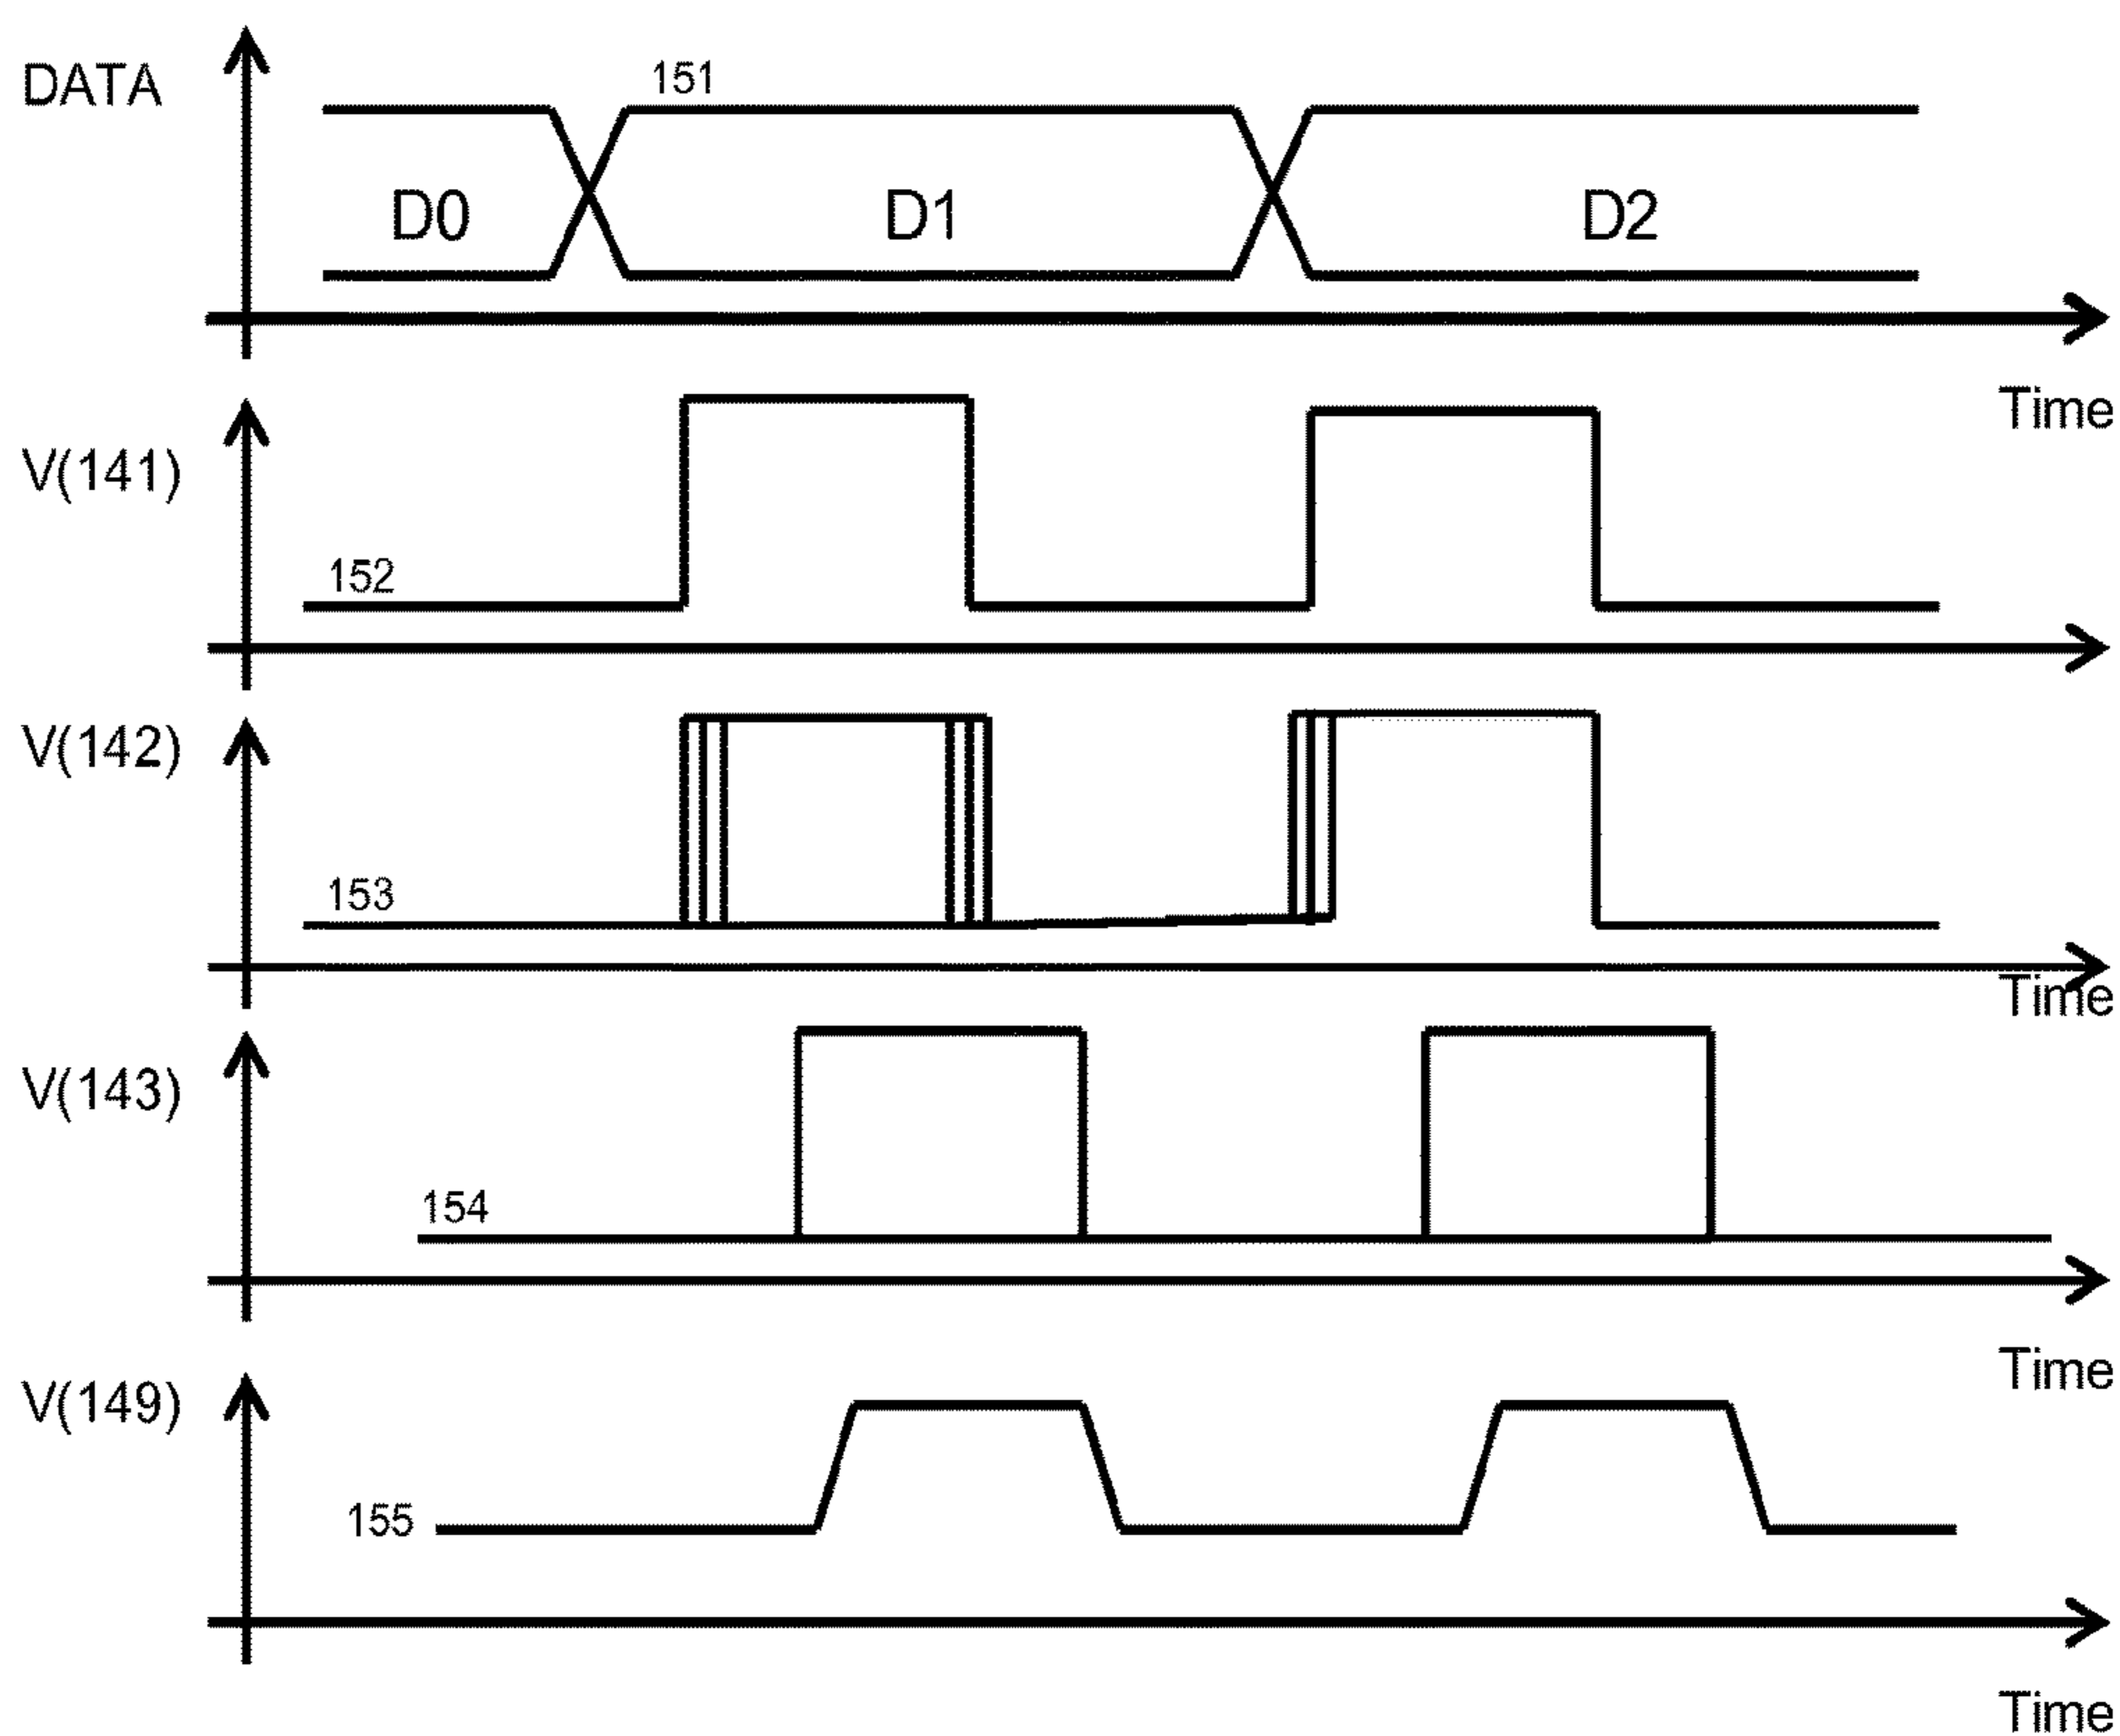 DATA
151
D0
D1
D2
Time
V(141)
152
V(142)
153
Time
V(143)
154
Time
V(149)
155
Time